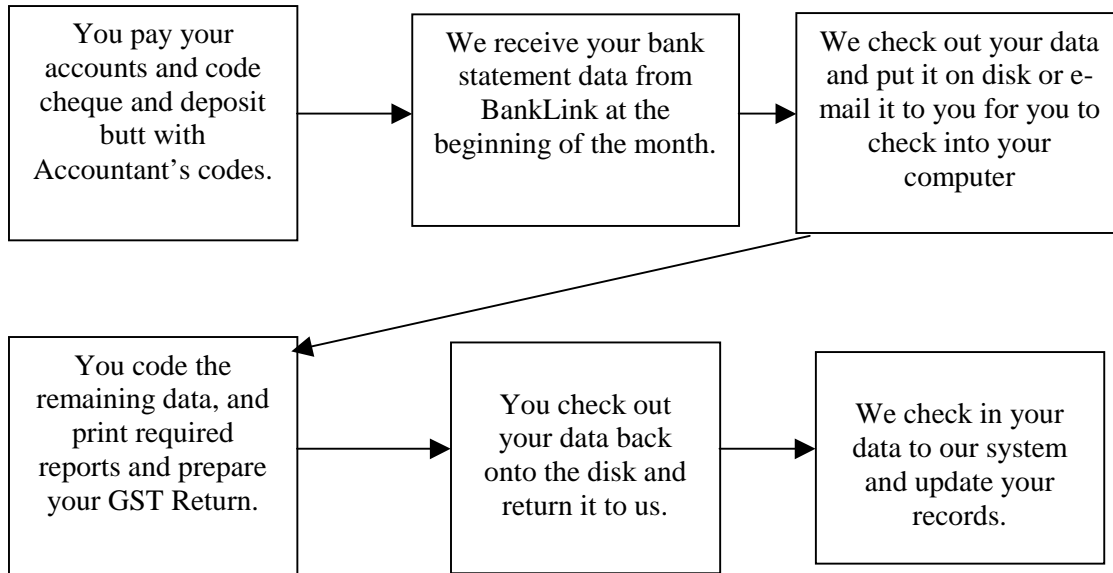 You pay your
accounts and code
cheque and deposit
butt with
Accountant’s codes.
We receive your bank
statement data from
BankLink at the
beginning of the month.
We check out your data
and put it on disk or e-
mail it to you for you to
check into your
computer
You code the
remaining data, and
print required
reports and prepare
your GST Return.
You check out
your data back
onto the disk and
return it to us.
We check in your
data to our system
and update your
records.